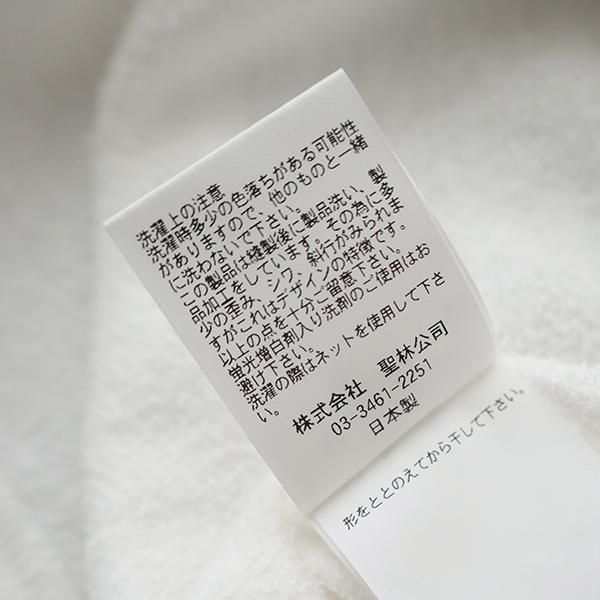 洗濯上の注意
洗濯時多少の色落ちがある可能性
がありますので、他のものと一緒
に洗わないで下さい。
この製品は縫製後に製品洗い、製
品加工をしています。その為に多
少の歪み、シワ、斜行がみられま
すがこれはデザインの特徴です。
以上の点を十分ご留意下さい。
蛍光増白剤入り洗剤のご使用はお
避け下さい。
洗濯の際はネットを使用して下さ
い。
株式会社 聖林公司
03-3461-2251
日本製
形をととのえてから干して下さい。